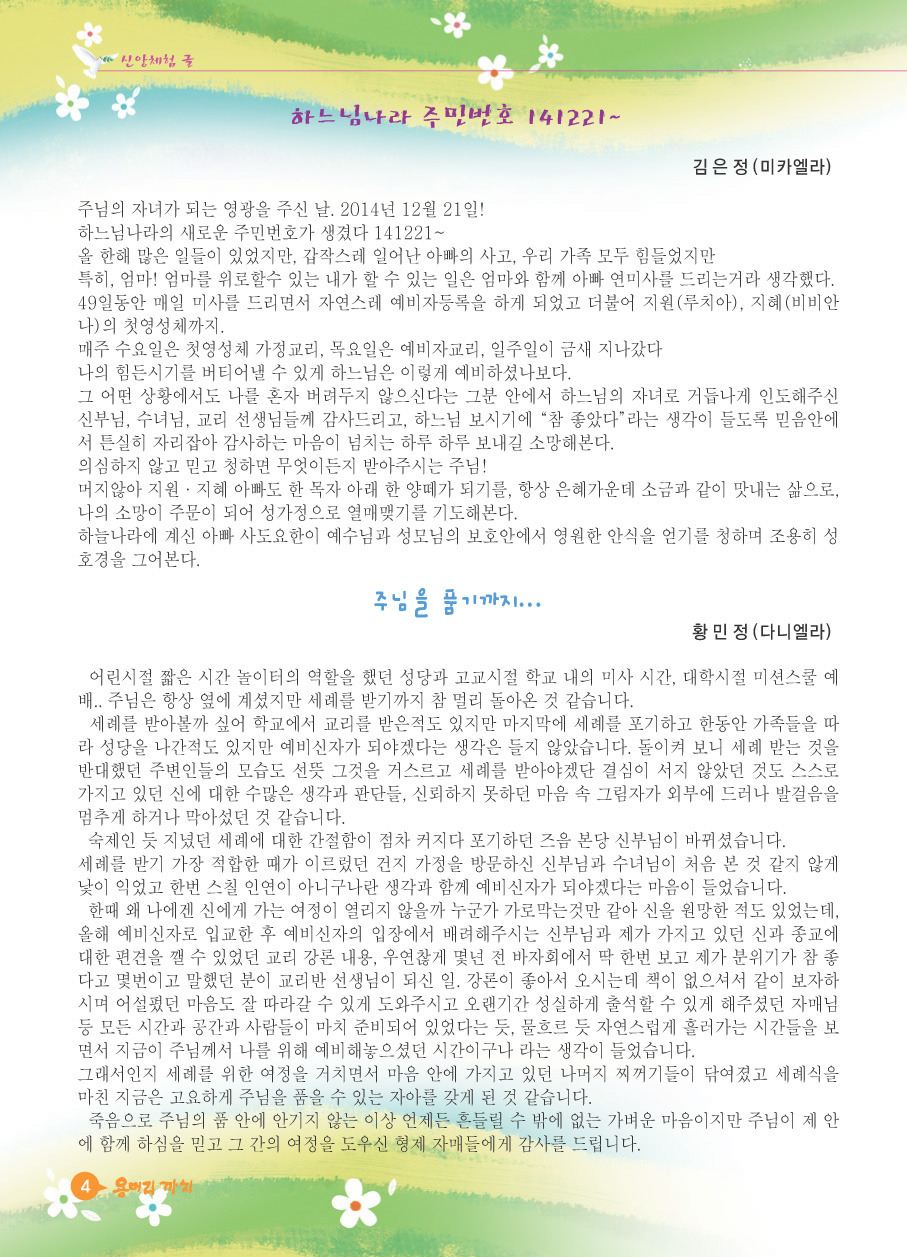 신앙체험 글
하느님나라 주민번호 141221~
김 은 정 (미카엘라)
주님의 자녀가 되는 영광을 주신 날. 2014년 12월 21일!
하느님나라의 새로운 주민번호가 생겼다 141221~
올 한해 많은 일들이 있었지만, 갑작스레 일어난 아빠의 사고, 우리 가족 모두 힘들었지만
특히, 엄마! 엄마를 위로할수 있는 내가 할 수 있는 일은 엄마와 함께 아빠 연미사를 드리는거라 생각했다.
49일동안 매일 미사를 드리면서 자연스레 예비자등록을 하게 되었고 더불어 지원(루치아), 지혜(비비안
나)의 첫영성체까지.
매주 수요일은 첫영성체 가정교리, 목요일은 예비자교리, 일주일이 금새 지나갔다
나의 힘든시기를 버티어낼 수 있게 하느님은 이렇게 예비하셨나보다.
그 어떤 상황에서도 나를 혼자 버려두지 않으신다는 그분 안에서 하느님의 자녀로 거듭나게 인도해주신
신부님, 수녀님, 교리 선생님들께 감사드리고, 하느님 보시기에 “참 좋았다”라는 생각이 들도록 믿음안에
서 튼실히 자리잡아 감사하는 마음이 넘치는 하루 하루 보내길 소망해본다.
의심하지 않고 믿고 청하면 무엇이든지 받아주시는 주님!
머지않아 지원 · 지혜 아빠도 한 목자 아래 한 양떼가 되기를, 항상 은혜가운데 소금과 같이 맛내는 삶으로,
나의 소망이 주문이 되어 성가정으로 열매맺기를 기도해본다.
하늘나라에 계신 아빠 사도요한이 예수님과 성모님의 보호안에서 영원한 안식을 얻기를 청하며 조용히 성
호경을 그어본다.
주님을 품기까지...
황 민 정 (다니엘라)
어린시절 짧은 시간 놀이터의 역할을 했던 성당과 고교시절 학교 내의 미사 시간, 대학시절 미션스쿨 예
배.. 주님은 항상 옆에 계셨지만 세례를 받기까지 참 멀리 돌아온 것 같습니다.
세례를 받아볼까 싶어 학교에서 교리를 받은적도 있지만 마지막에 세례를 포기하고 한동안 가족들을 따
라 성당을 나간적도 있지만 예비신자가 되야겠다는 생각은 들지 않았습니다. 돌이켜 보니 세례 받는 것을
반대했던 주변인들의 모습도 선뜻 그것을 거스르고 세례를 받아야겠단 결심이 서지 않았던 것도 스스로
가지고 있던 신에 대한 수많은 생각과 판단들, 신뢰하지 못하던 마음 속 그림자가 외부에 드러나 발걸음을
멈추게 하거나 막아섰던 것 같습니다.
숙제인 듯 지녔던 세례에 대한 간절함이 점차 커지다 포기하던 즈음 본당 신부님이 바뀌셨습니다.
세례를 받기 가장 적합한 때가 이르렀던 건지 가정을 방문하신 신부님과 수녀님이 처음 본 것 같지 않게
낯이 익었고 한번 스칠 인연이 아니구나란 생각과 함께 예비신자가 되야겠다는 마음이 들었습니다.
한때 왜 나에겐 신에게 가는 여정이 열리지 않을까 누군가 가로막는것만 같아 신을 원망한 적도 있었는데,
올해 예비신자로 입교한 후 예비신자의 입장에서 배려해주시는 신부님과 제가 가지고 있던 신과 종교에
대한 편견을 깰 수 있었던 교리 강론 내용, 우연찮게 몇년 전 바자회에서 딱 한번 보고 제가 분위기가 참 좋
다고 몇번이고 말했던 분이 교리반 선생님이 되신 일. 강론이 좋아서 오시는데 책이 없으셔서 같이 보자하
시며 어설폈던 마음도 잘 따라갈 수 있게 도와주시고 오랜기간 성실하게 출석할 수 있게 해주셨던 자매님
등 모든 시간과 공간과 사람들이 마치 준비되어 있었다는 듯, 물흐르 듯 자연스럽게 흘러가는 시간들을 보
면서 지금이 주님께서 나를 위해 예비해놓으셨던 시간이구나 라는 생각이 들었습니다.
그래서인지 세례를 위한 여정을 거치면서 마음 안에 가지고 있던 나머지 찌꺼기들이 닦여졌고 세례식을
마친 지금은 고요하게 주님을 품을 수 있는 자아를 갖게 된 것 같습니다.
죽음으로 주님의 품 안에 안기지 않는 이상 언제든 흔들릴 수 밖에 없는 가벼운 마음이지만 주님이 제 안
에 함께 하심을 믿고 그 간의 여정을 도우신 형제 자매들에게 감사를 드립니다.
4 용머리 까치